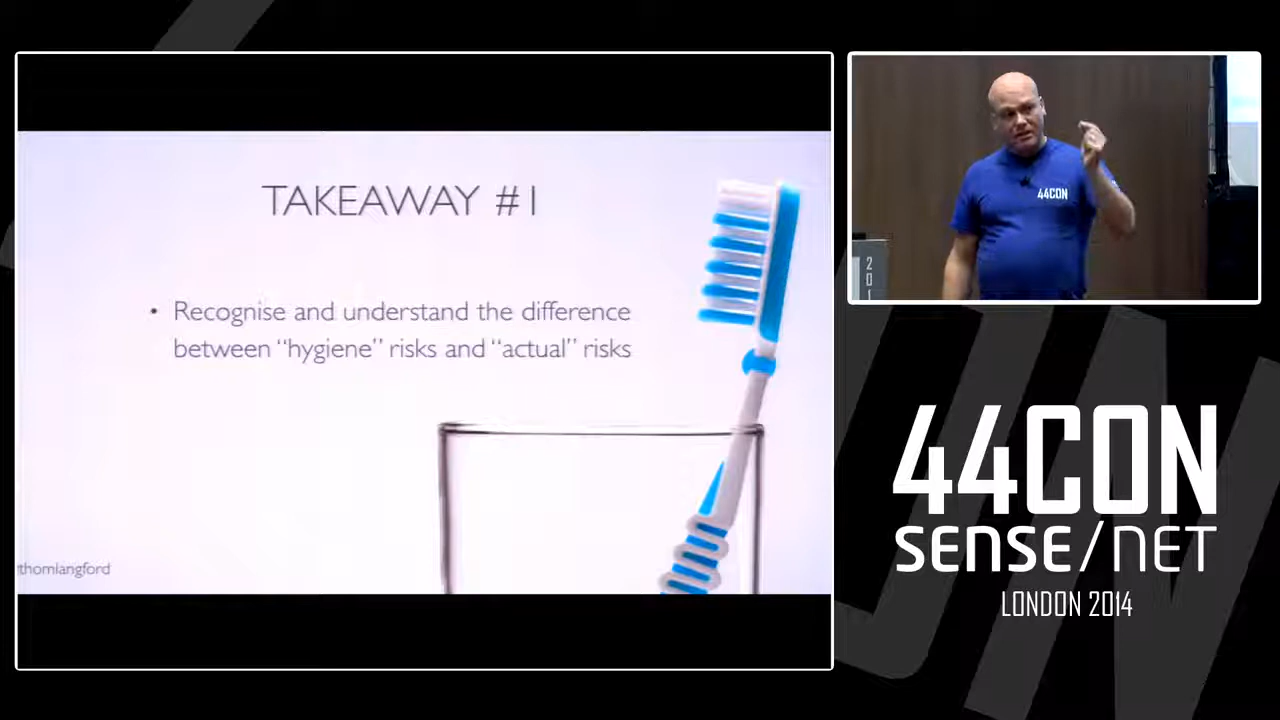 TAKEAWAY #1
• Recognise and understand the difference
between "hygiene" risks and "actual" risks
thomlangford
44CON
44CON
SENSE/NET
LONDON 2014